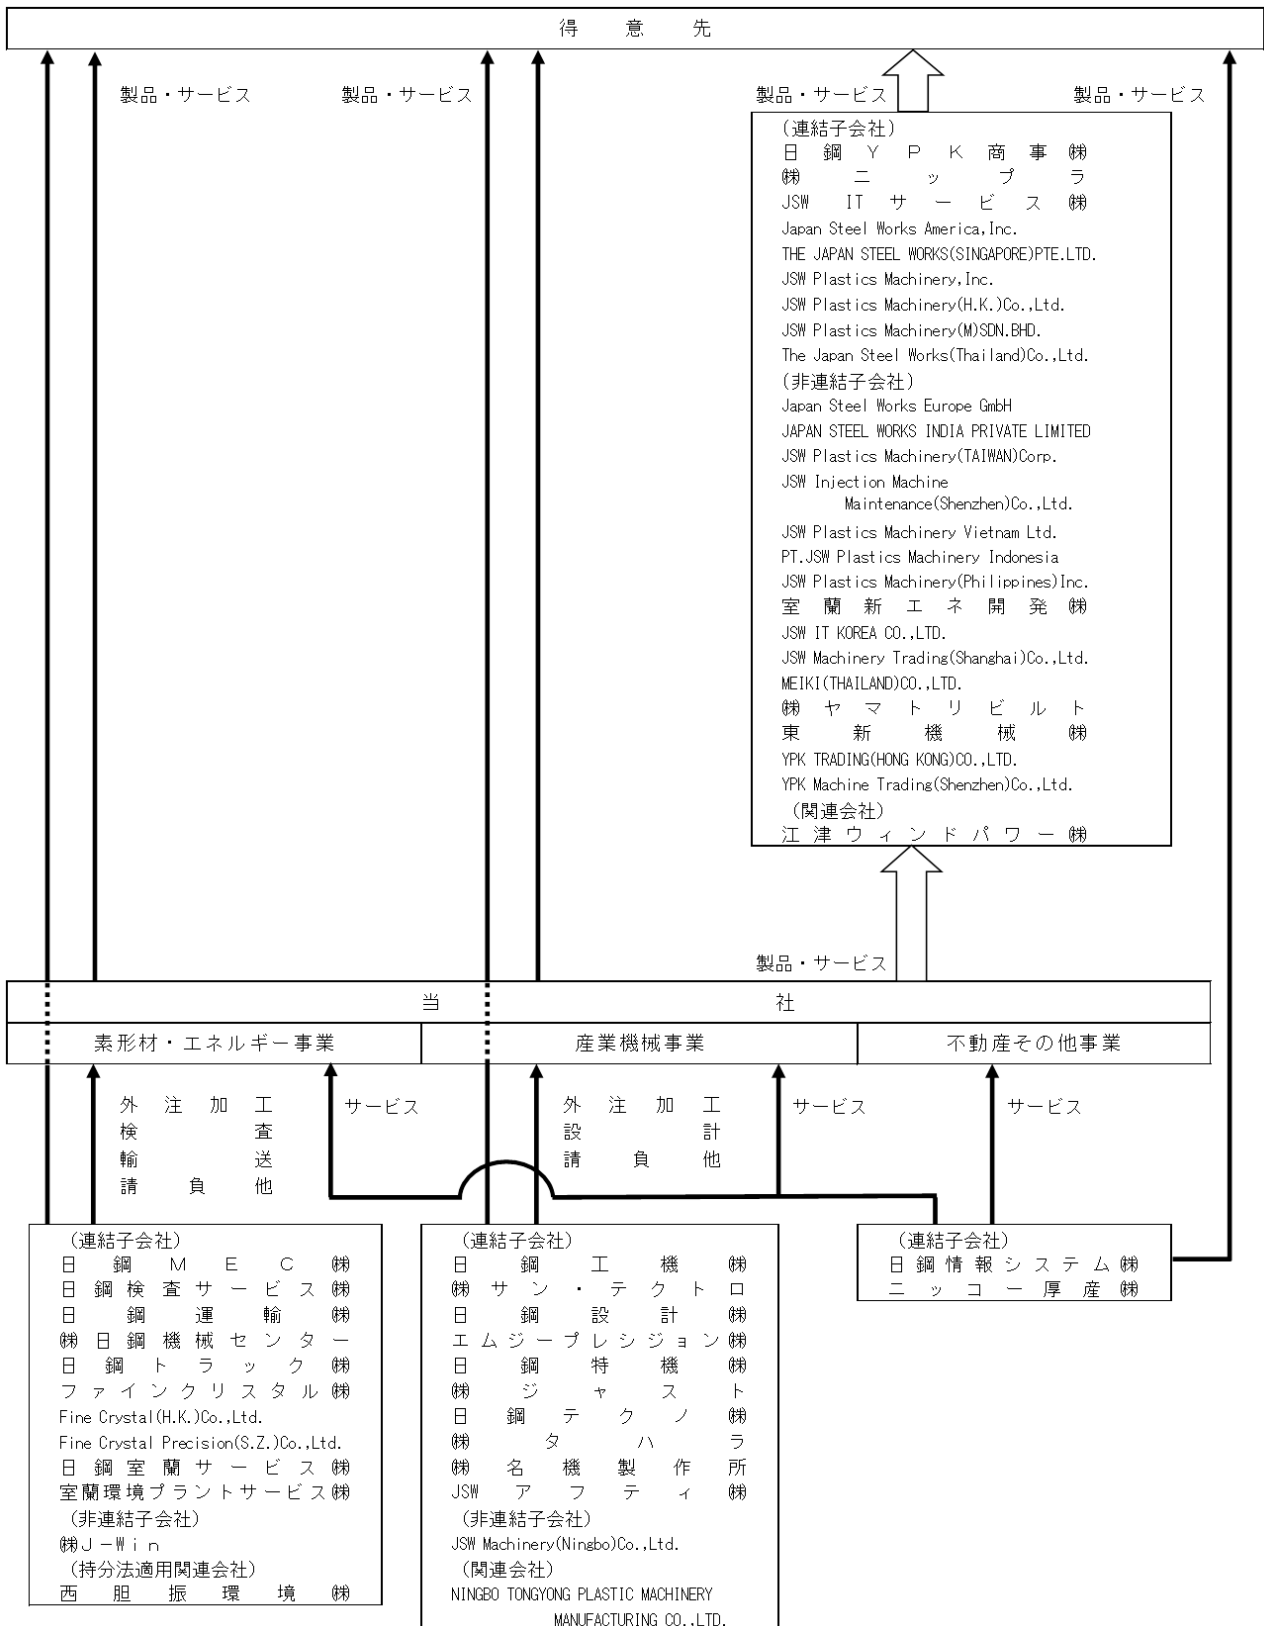 得意先
製品・サービス
製品・サービス
製品・サービス
製品・サービス
(連結子会社)
日鋼YPK商事㈱
㈱ニップラ
JSW ITサービス㈱
Japan Steel Works America,Inc.
THE JAPAN STEEL WORKS(SINGAPORE)PTE.LTD.
JSW Plastics Machinery,Inc.
JSW Plastics Machinery(H.K.)Co.,Ltd.
JSW Plastics Machinery(M)SDN.BHD.
The Japan Steel Works(Thailand)Co.,Ltd.
(非連結子会社)
Japan Steel Works Europe GmbH
JAPAN STEEL WORKS INDIA PRIVATE LIMITED
JSW Plastics Machinery(TAIWAN)Corp.
JSW Injection Machine
Maintenance(Shenzhen)Co.,Ltd.
JSW Plastics Machinery Vietnam Ltd.
PT.JSW Plastics Machinery Indonesia
JSW Plastics Machinery(Philippines)Inc.
室蘭新エネ開発㈱
JSW IT KOREA CO.,LTD.
JSW Machinery Trading(Shanghai)Co.,Ltd.
MEIKI(THAILAND)CO.,LTD.
㈱ヤマトリビルト
東新機械㈱
YPK TRADING(HONG KONG)CO.,LTD.
YPK Machine Trading(Shenzhen)Co.,Ltd.
(関連会社)
江津ウィンドパワー㈱
製品・サービス
当社
素形材・エネルギー事業
産業機械事業
不動産その他事業
外注加工
検査
輸送
請負他
サービス
外注加工
設計
請負他
サービス
サービス
(連結子会社)
日鋼MEC㈱
日鋼検査サービス㈱
日鋼運輸㈱
㈱日鋼機械センター
日鋼トラック㈱
ファインクリスタル㈱
Fine Crystal(H.K.)Co.,Ltd.
Fine Crystal Precision(S.Z.)Co.,Ltd.
日鋼室蘭サービス㈱
室蘭環境プラントサービス㈱
(非連結子会社)
㈱J-Win
(持分法適用関連会社)
西胆振環境㈱
(連結子会社)
日鋼工機㈱
㈱サン・テクトロ
日鋼設計㈱
エムジープレシジョン㈱
日鋼特機㈱
㈱ジャスト
日鋼テクノ㈱
㈱タハラ
㈱名機製作所
JSWアフティ㈱
(非連結子会社)
JSW Machinery(Ningbo)Co.,Ltd.
(関連会社)
NINGBO TONGYONG PLASTIC MACHINERY
MANUFACTURING CO.,LTD.
(連結子会社)
日鋼情報システム㈱
ニッコー厚産㈱